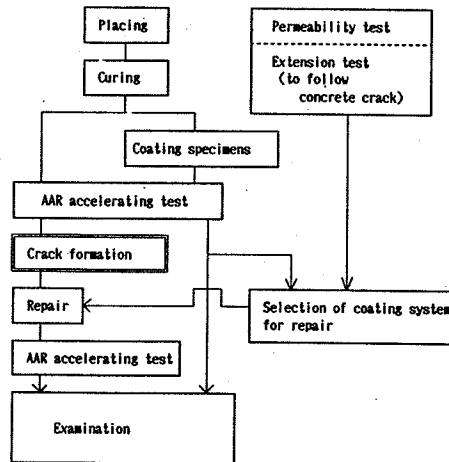 Placing
Curing
Coating specimens
AAR accelerating test
Crack formation
Repair
AAR accelerating test
Examination
Permeability test
Extension test
(to follow
concrete crack)
Selection of coating system
for repair